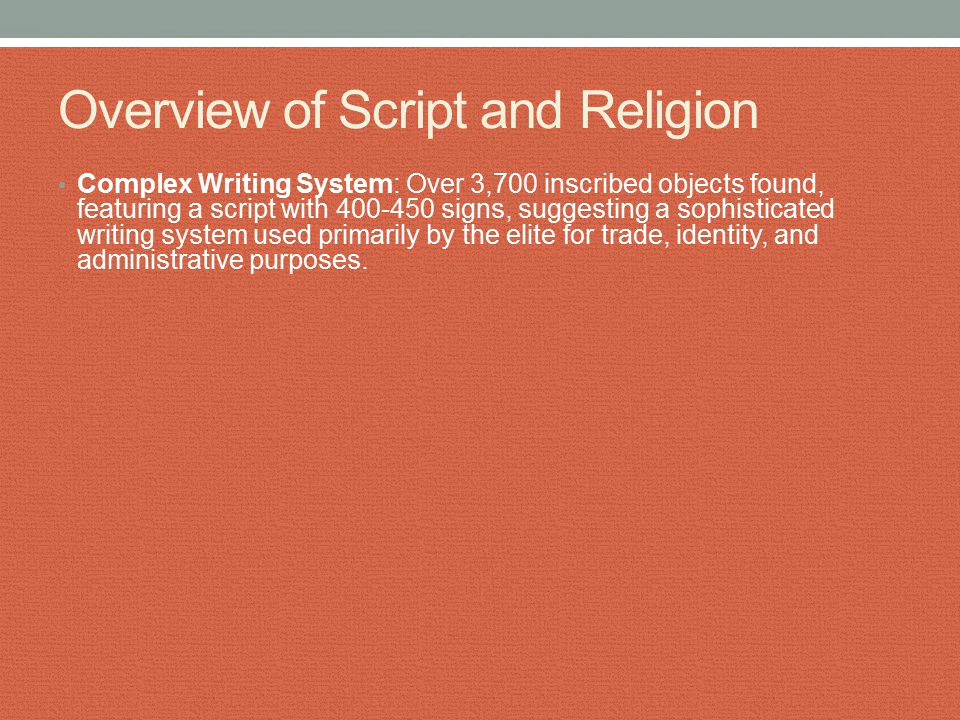 Overview of Script and Religion
• Complex Writing System: Over 3,700 inscribed objects found,
featuring a script with 400-450 signs, suggesting a sophisticated
writing system used primarily by the elite for trade, identity, and
administrative purposes.